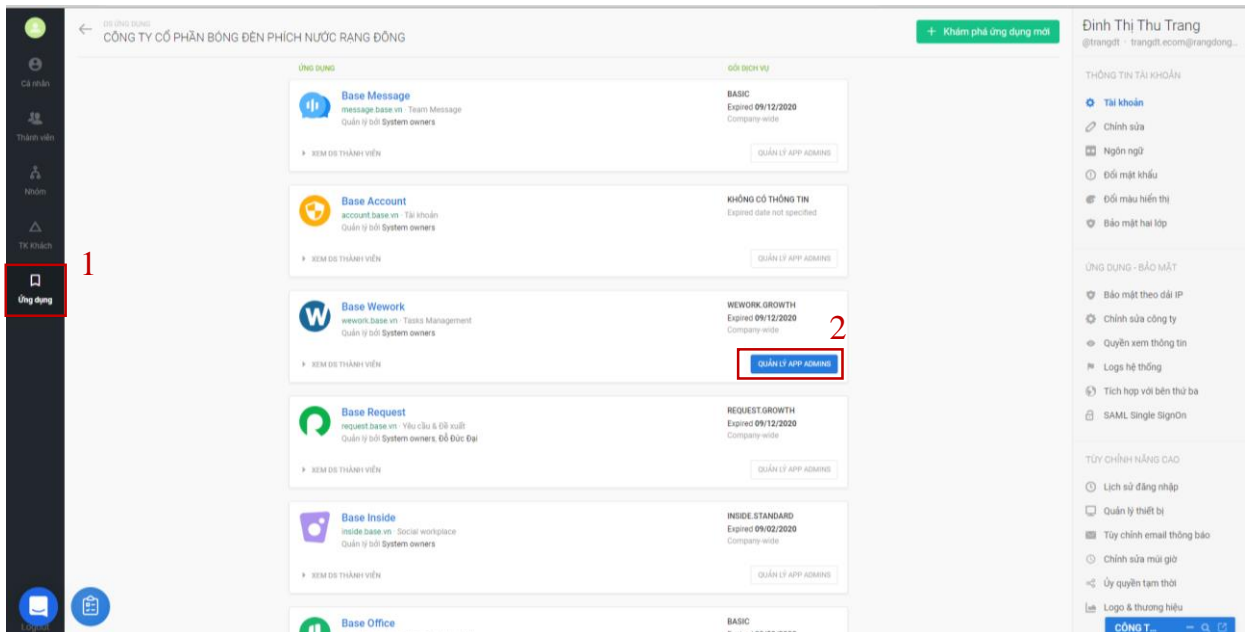 Cá nhân
Thành viên
Nhóm
TK Khách
1
Ứng dụng
Logout
DS ỨNG DỤNG
CÔNG TY CỔ PHẦN BÓNG ĐÈN PHÍCH NƯỚC RẠNG ĐÔNG
+ Khám phá ứng dụng mới
ỨNG DỤNG
GÓI DỊCH VỤ
Base Message
message.base.vn · Team Message
Quản lý bởi System owners
BASIC
Expired 09/12/2020
Company-wide
XEM DS THÀNH VIÊN
QUẢN LÝ APP ADMINS
Base Account
account.base.vn · Tài khoản
Quản lý bởi System owners
KHÔNG CÓ THÔNG TIN
Expired date not specified
XEM DS THÀNH VIÊN
QUẢN LÝ APP ADMINS
Base Wework
wework.base.vn · Tasks Management
Quản lý bởi System owners
WEWORK.GROWTH
Expired 09/12/2020
Company-wide
2
XEM DS THÀNH VIÊN
QUẢN LÝ APP ADMINS
Base Request
request.base.vn · Yêu cầu & Đề xuất
Quản lý bởi System owners, Đỗ Đức Đại
REQUEST.GROWTH
Expired 09/12/2020
Company-wide
XEM DS THÀNH VIÊN
QUẢN LÝ APP ADMINS
Base Inside
inside.base.vn · Social workplace
Quản lý bởi System owners
INSIDE.STANDARD
Expired 09/02/2020
Company-wide
XEM DS THÀNH VIÊN
QUẢN LÝ APP ADMINS
Base Office
BASIC
Đinh Thị Thu Trang
@trangdt · trangdt.ecom@rangdong...
THÔNG TIN TÀI KHOẢN
Tài khoản
Chỉnh sửa
Ngôn ngữ
Đổi mật khẩu
Đổi màu hiển thị
Bảo mật hai lớp
ỨNG DỤNG - BẢO MẬT
Bảo mật theo dải IP
Chỉnh sửa công ty
Quyền xem thông tin
Logs hệ thống
Tích hợp với bên thứ ba
SAML Single SignOn
TÙY CHỈNH NÂNG CAO
Lịch sử đăng nhập
Quản lý thiết bị
Tùy chỉnh email thông báo
Chỉnh sửa múi giờ
Ủy quyền tạm thời
Logo & thương hiệu
CÔNG T...